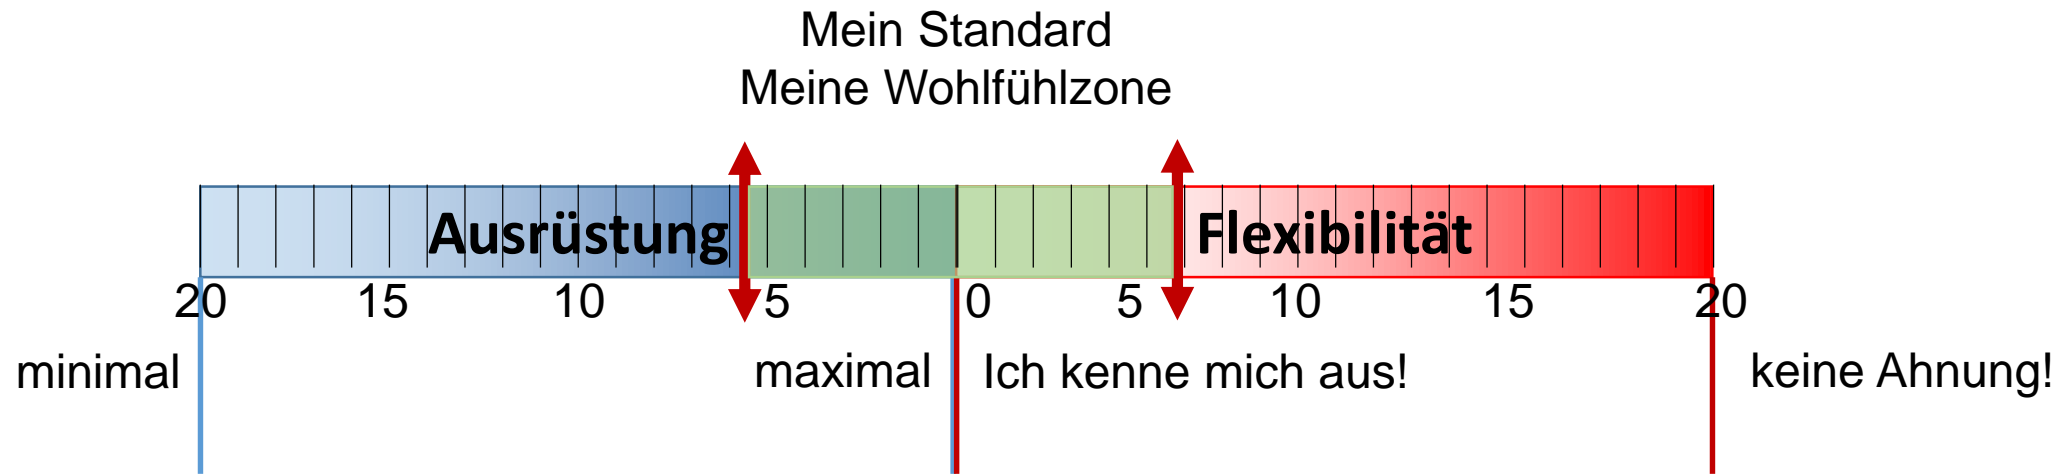 Mein Standard
Meine Wohlfühlzone
Ausrüstung Flexibilität
20 15 10 5 0 5 10 15 20
minimal maximal Ich kenne mich aus! keine Ahnung!